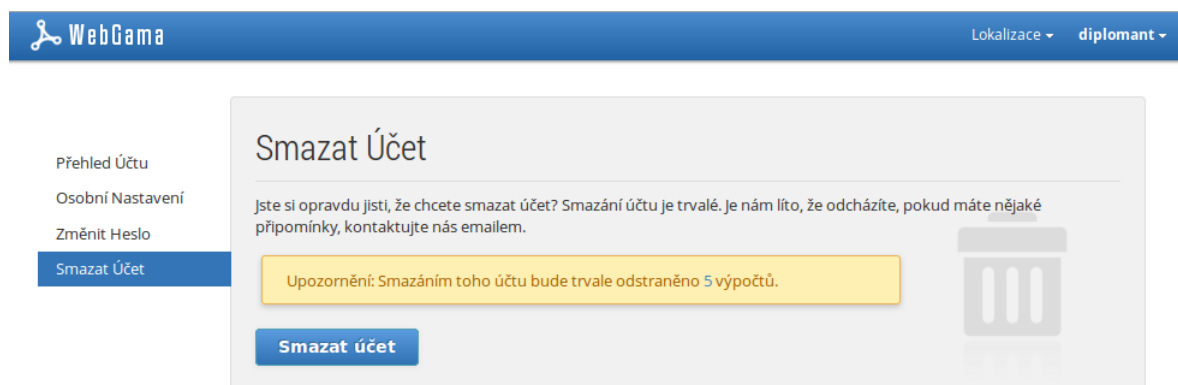 WebGama
Lokalizace diplomant
Přehled Účtu
Osobní Nastavení
Změnit Heslo
Smazat Účet
Smazat Účet
Jste si opravdu jisti, že chcete smazat účet? Smazání účtu je trvalé. Je nám líto, že odcházíte, pokud máte nějaké
připomínky, kontaktujte nás emailem.
Upozornění: Smazáním toho účtu bude trvale odstraněno 5 výpočtů.
Smazat účet